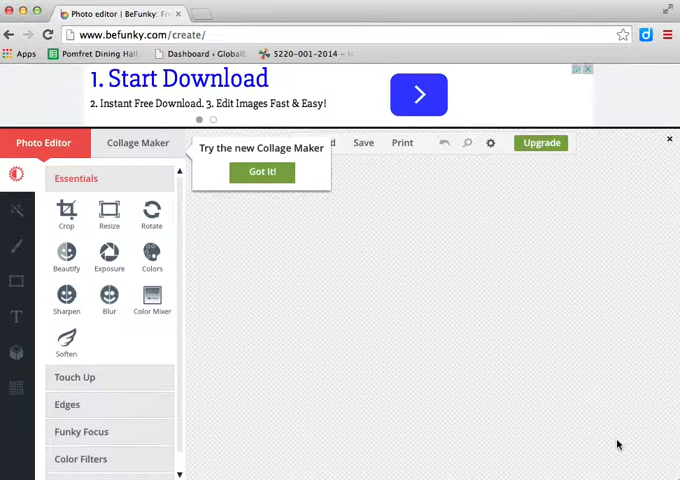 Photo editor | BeFunky: Fr
www.befunky.com/create/
Apps Pomfret Dining Hall Dashboard ‹ Global 5220-001-2014 -
1. Start Download
2. Instant Free Download. 3. Edit Images Fast & Easy!
Photo Editor Collage Maker Save Print Upgrade
Try the new Collage Maker
Got It!
Essentials
Crop Resize Rotate
Beautify Exposure Colors
Sharpen Blur Color Mixer
Soften
Touch Up
Edges
Funky Focus
Color Filters